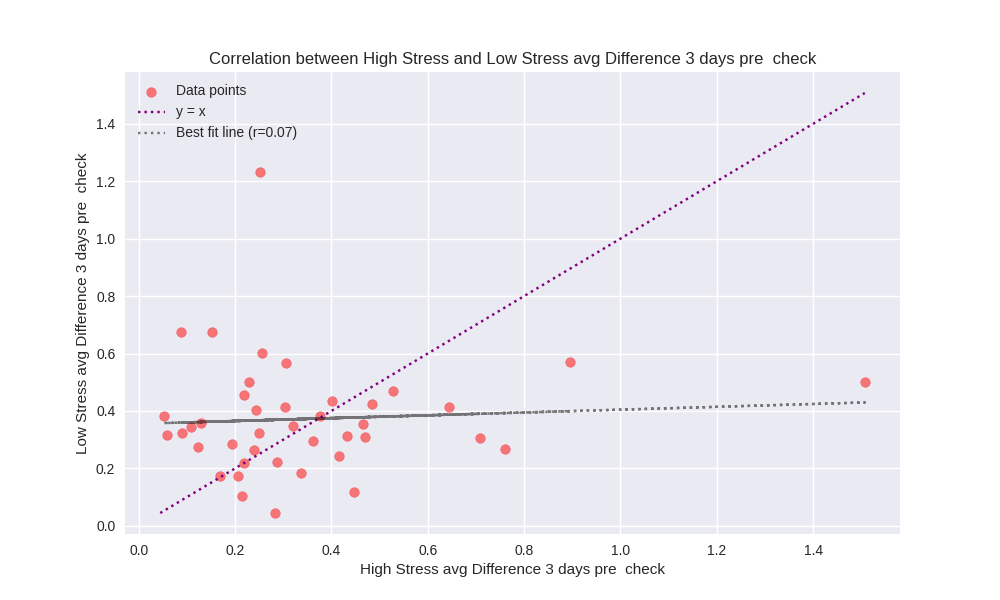 Correlation between High Stress and Low Stress avg Difference 3 days pre  check
Data points
y = x
Best fit line (r=0.07)
Low Stress avg Difference 3 days pre  check
1.4
1.2
1.0
0.8
0.6
0.4
0.2
0.0
0.0 0.2 0.4 0.6 0.8 1.0 1.2 1.4
High Stress avg Difference 3 days pre  check